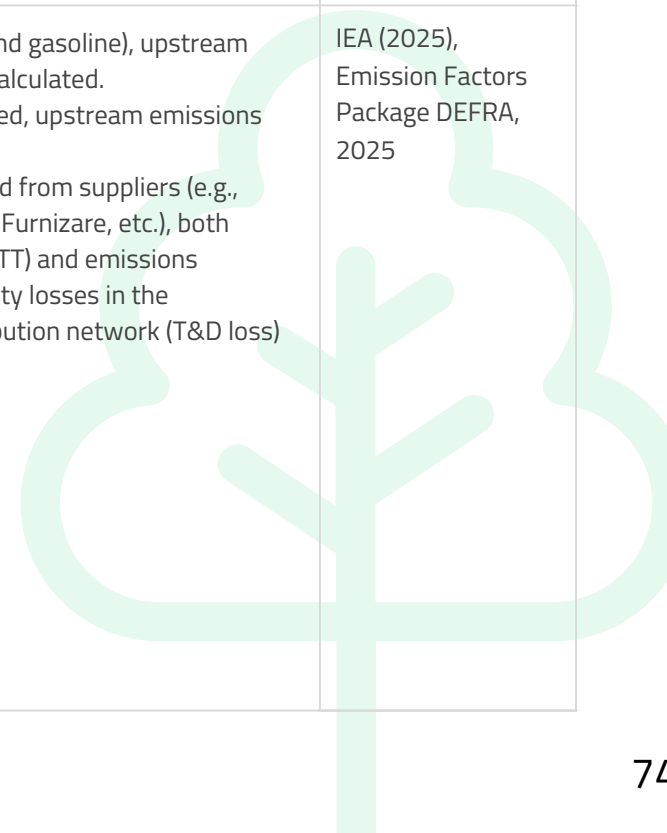 nd gasoline), upstream
alculated.
ed, upstream emissions
d from suppliers (e.g.,
Furnizare, etc.), both
TT) and emissions
ty losses in the
oution network (T&D loss)
IEA (2025),
Emission Factors
Package DEFRA,
2025
74